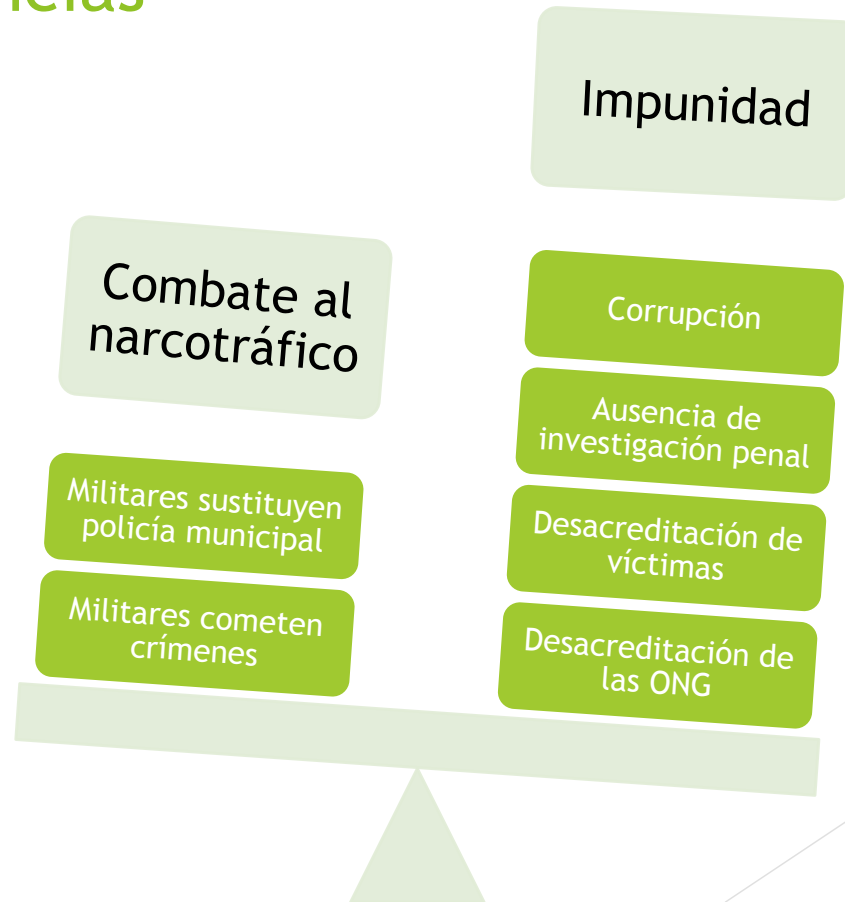 Impunidad
Combate al
narcotráfico
Corrupción
Ausencia de
investigación penal
Militares sustituyen
policía municipal
Desacreditación de
víctimas
Militares cometen
crímenes
Desacreditación de
las ONG